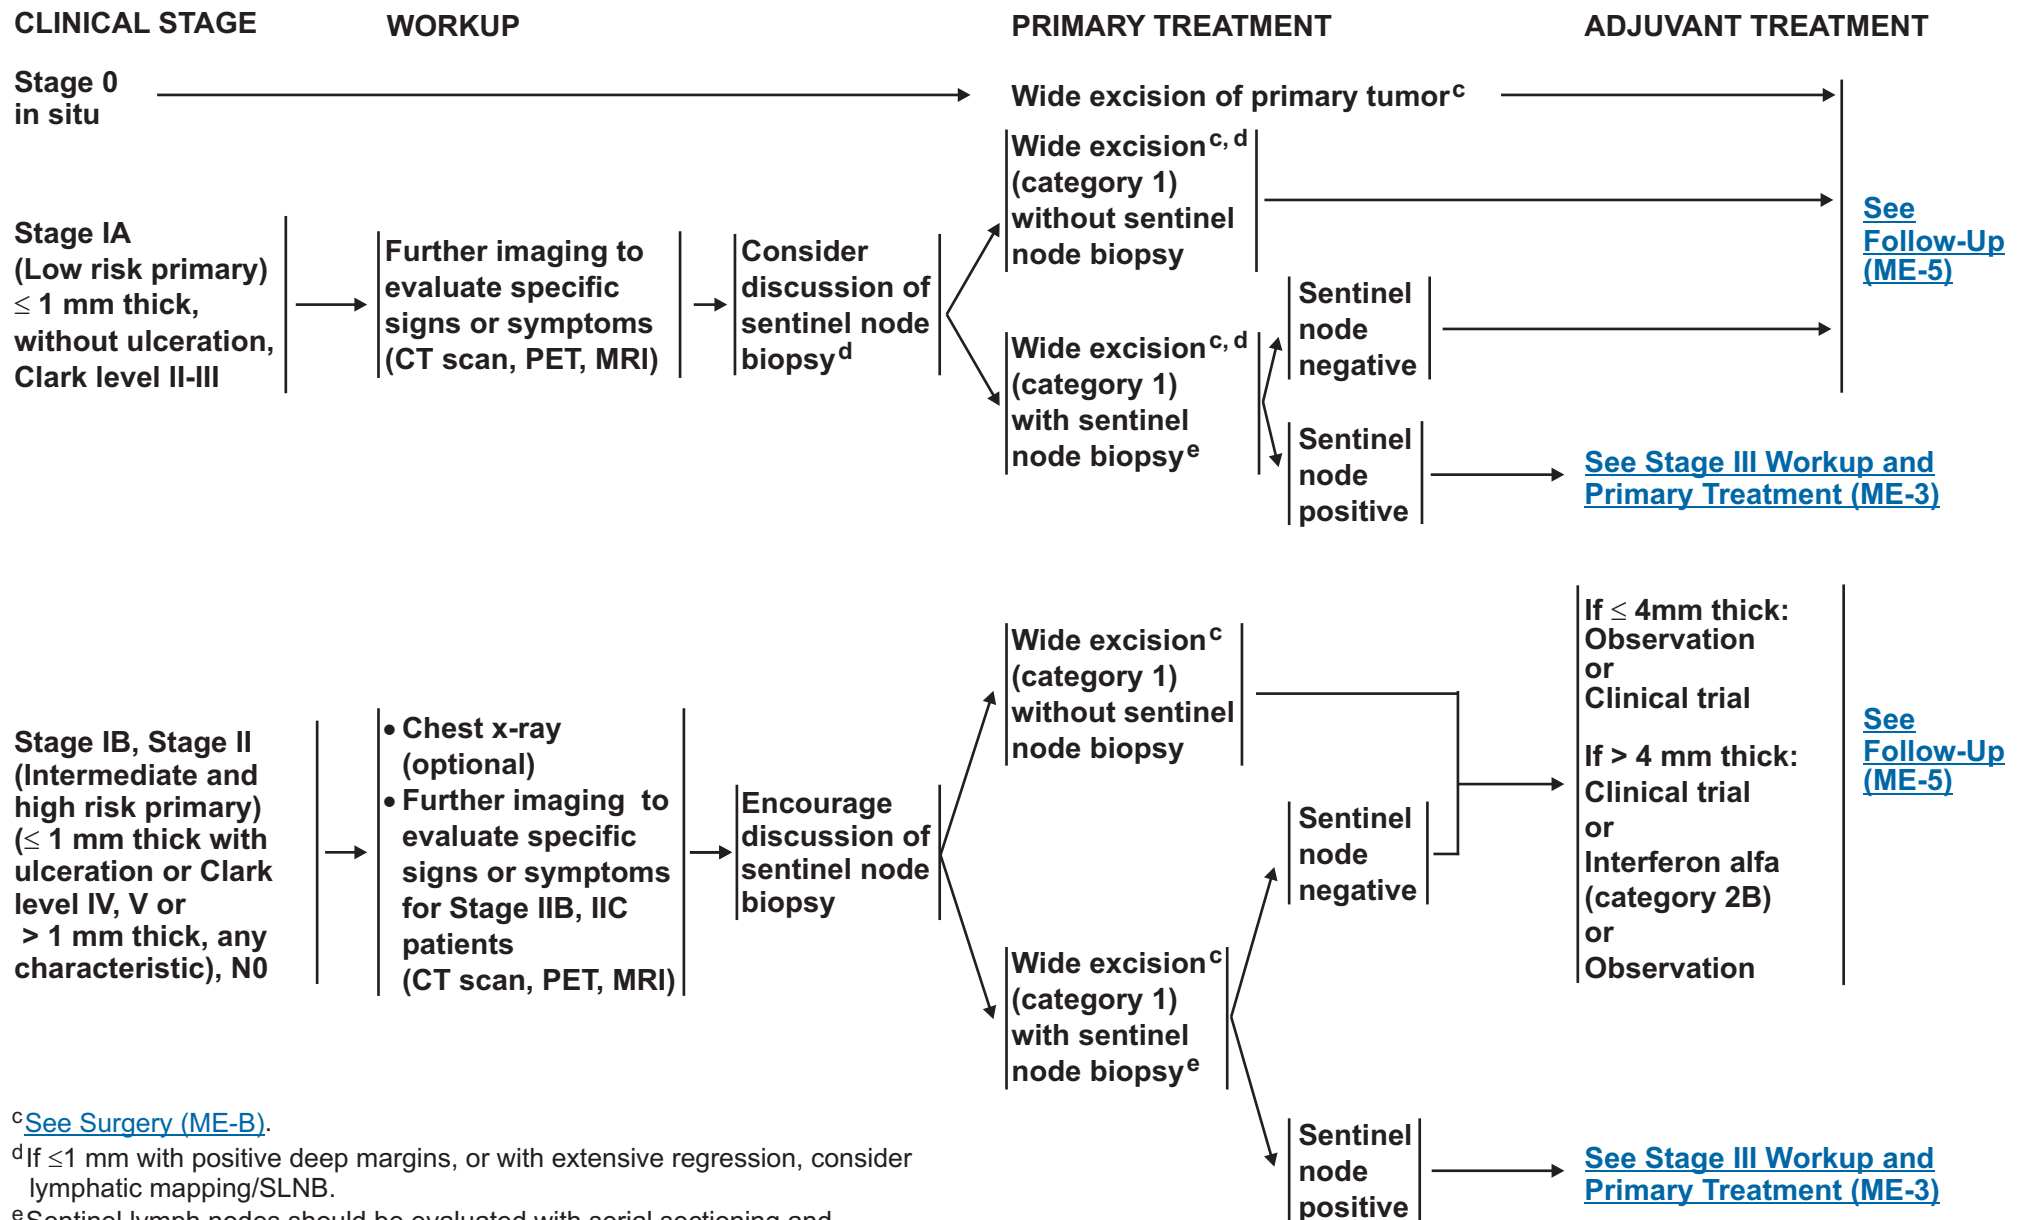 CLINICAL STAGE
WORKUP
PRIMARY TREATMENT
ADJUVANT TREATMENT
Stage 0
in situ
Wide excision of primary tumor c
Stage IA
(Low risk primary)
≤ 1 mm thick,
without ulceration,
Clark level II-III
Further imaging to
evaluate specific
signs or symptoms
(CT scan, PET, MRI)
Consider
discussion of
sentinel node
biopsy d
Wide excision c, d
(category 1)
without sentinel
node biopsy
Wide excision c, d
(category 1)
with sentinel
node biopsy e
Sentinel
node
negative
Sentinel
node
positive
See
Follow-Up
(ME-5)
See Stage III Workup and
Primary Treatment (ME-3)
Stage IB, Stage II
(Intermediate and
high risk primary)
(≤ 1 mm thick with
ulceration or Clark
level IV, V or
> 1 mm thick, any
characteristic), N0
• Chest x-ray
(optional)
• Further imaging to
evaluate specific
signs or symptoms
for Stage IIB, IIC
patients
(CT scan, PET, MRI)
Encourage
discussion of
sentinel node
biopsy
Wide excision c
(category 1)
without sentinel
node biopsy
Wide excision c
(category 1)
with sentinel
node biopsy e
Sentinel
node
negative
Sentinel
node
positive
If ≤ 4mm thick:
Observation
or
Clinical trial
If > 4 mm thick:
Clinical trial
or
Interferon alfa
(category 2B)
or
Observation
See
Follow-Up
(ME-5)
See Stage III Workup and
Primary Treatment (ME-3)
c See Surgery (ME-B).
d If ≤1 mm with positive deep margins, or with extensive regression, consider
lymphatic mapping/SLNB.
e Sentinel lymph nodes should be evaluated with serial sectioning and